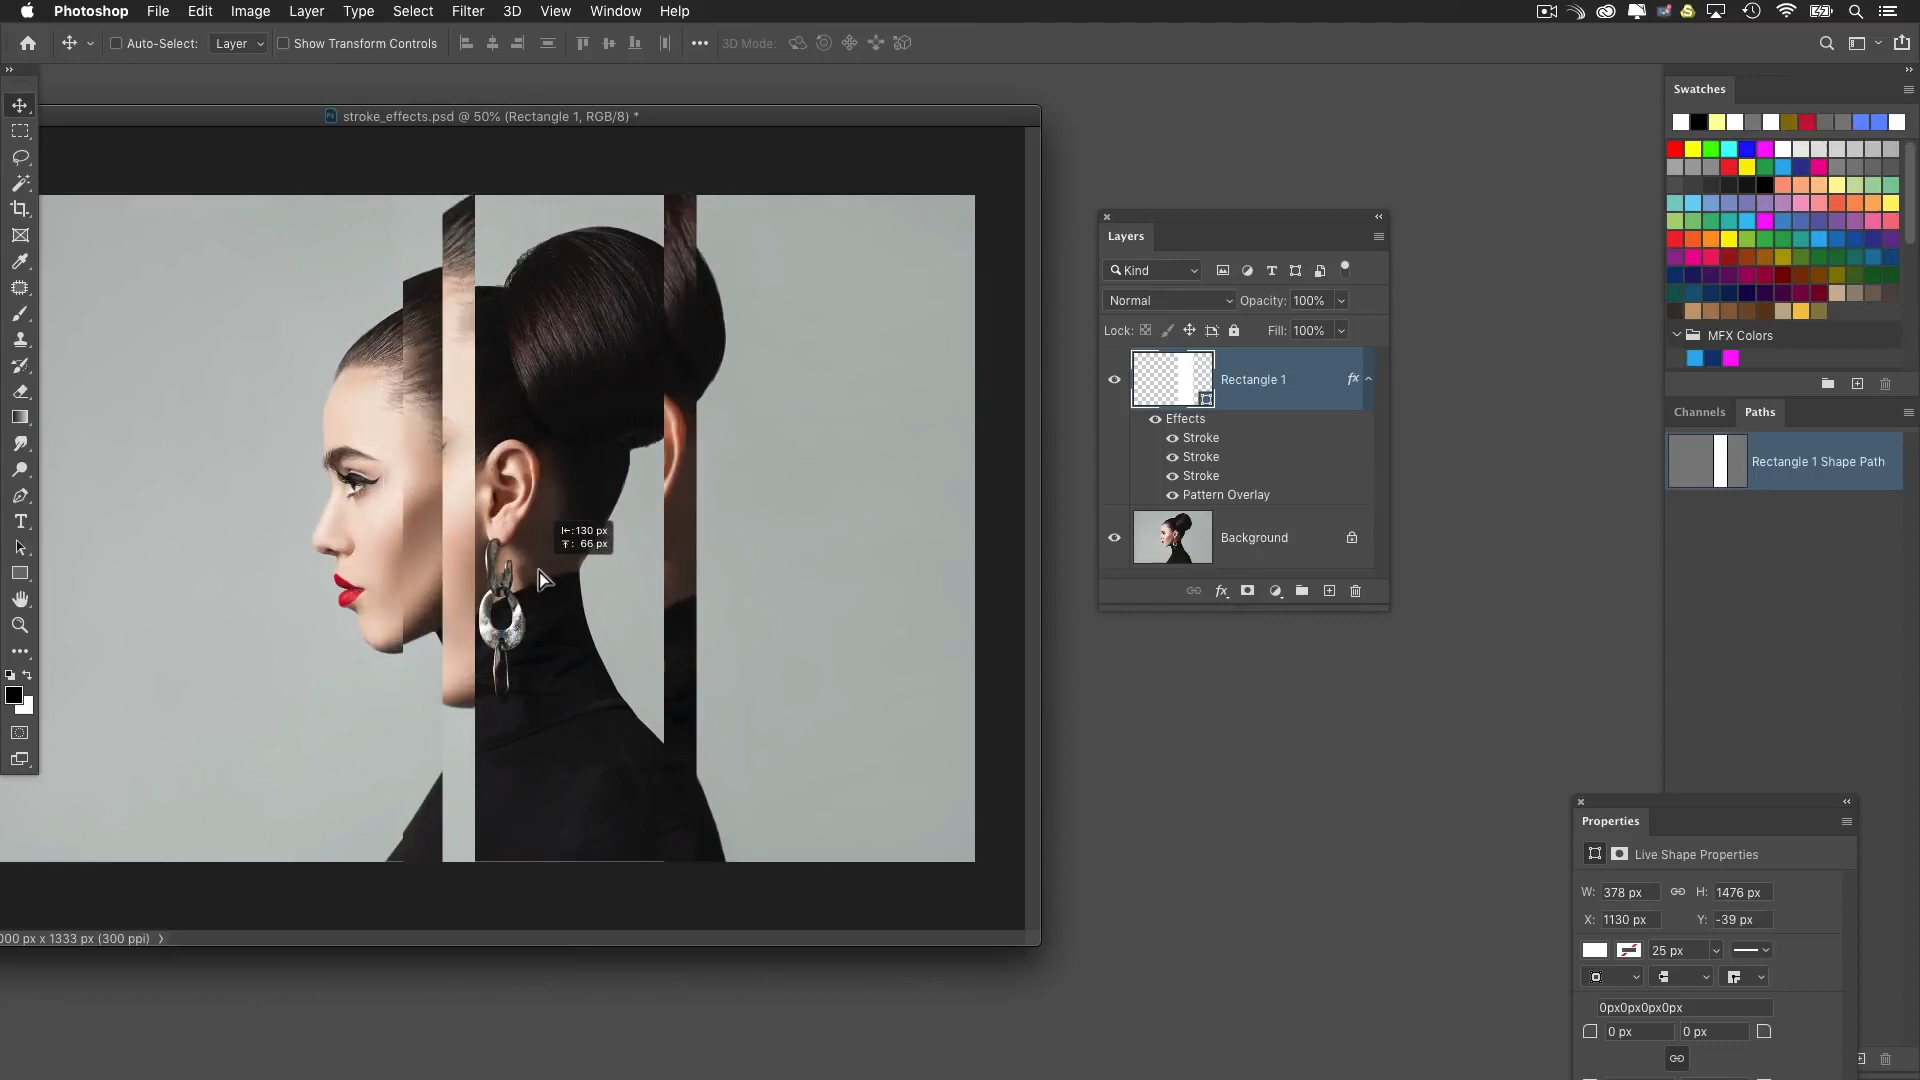 Photoshop File Edit Image Layer Type Select Filter 3D View Window Help
Auto-Select: Layer Show Transform Controls 3D Mode:
Ps stroke_effects.psd @ 50% (Rectangle 1, RGB/8) *
Swatches
Layers
Kind
Normal Opacity: 100%
Lock: Fill: 100%
MFX Colors
Rectangle 1 fx
Effects
Stroke
Stroke
Stroke
Pattern Overlay
Background
fx
Channels Paths
Rectangle 1 Shape Path
130 px
66 px
Properties
Live Shape Properties
W: 378 px H: 1476 px
X: 1130 px Y: -39 px
25 px
0px0px0px0px
0 px 0 px
000 px x 1333 px (300 ppi)